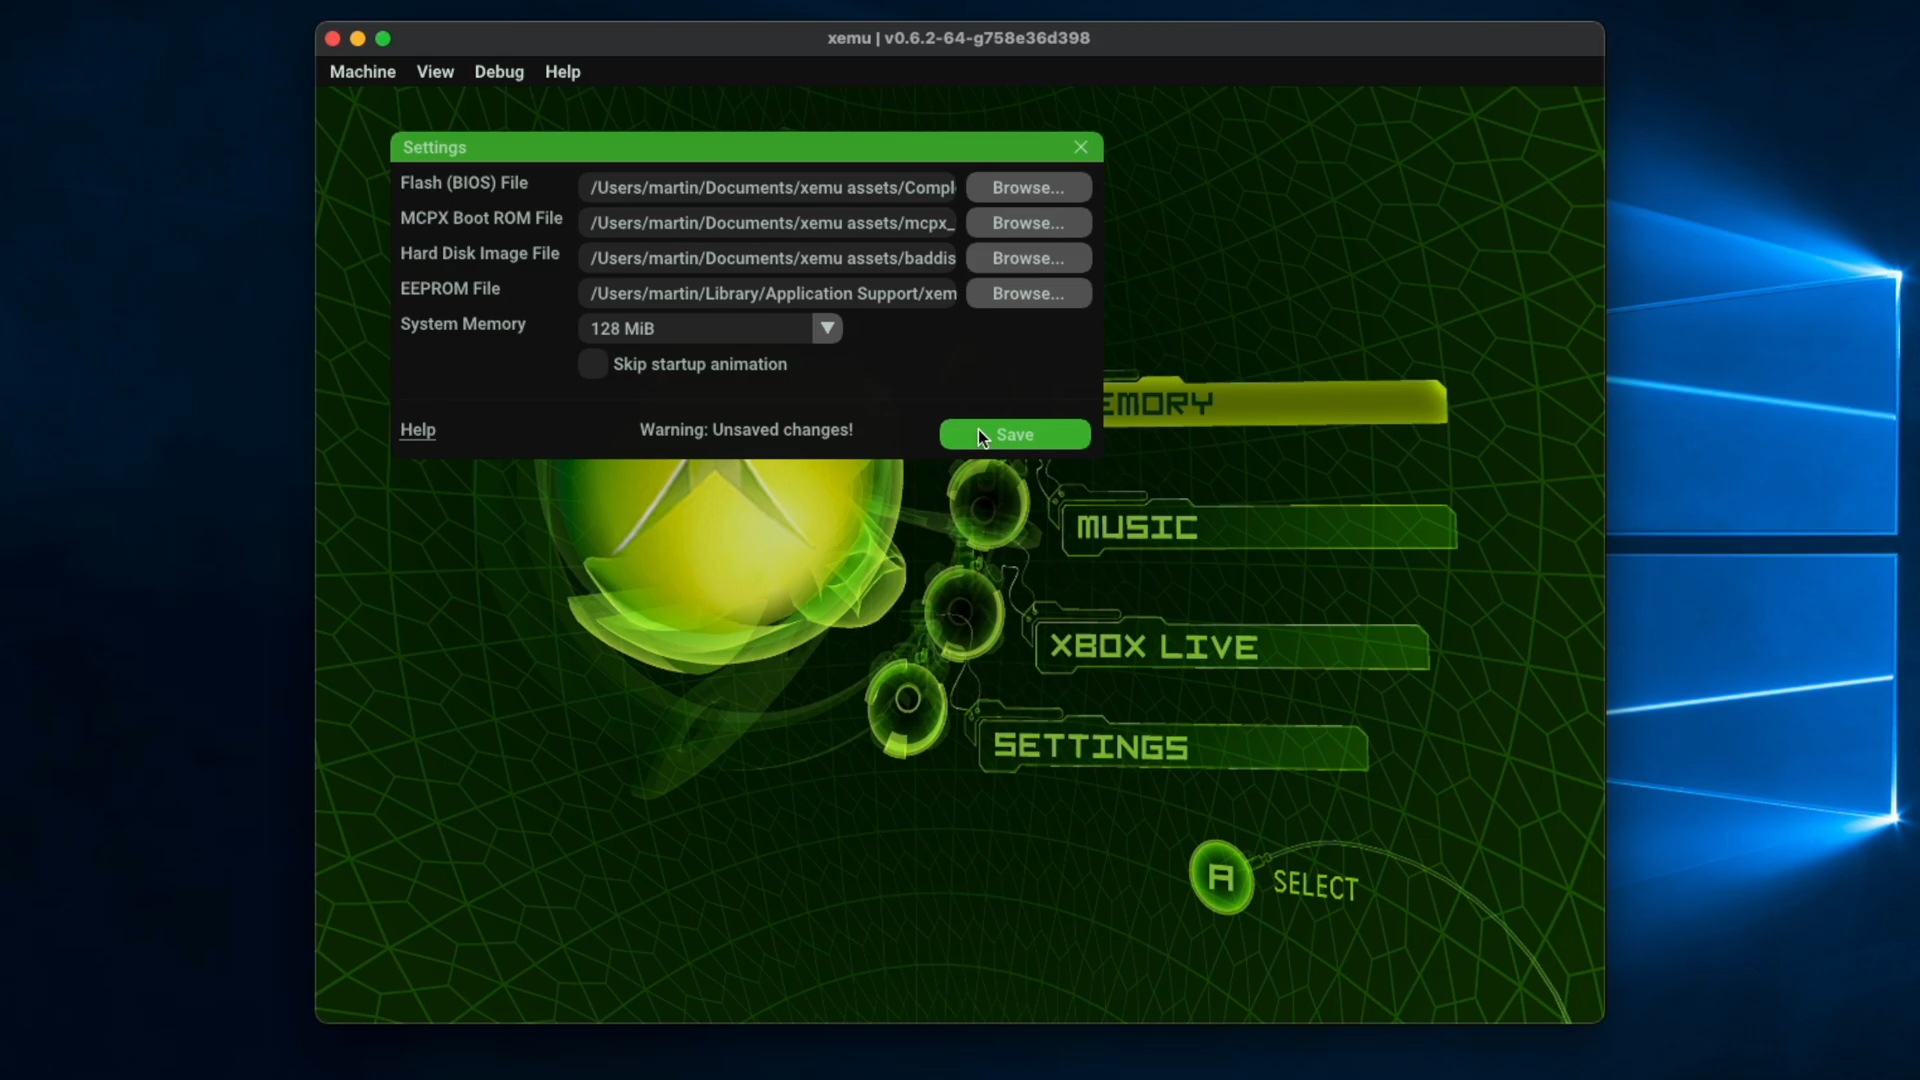 xemu | v0.6.2-64-g758e36d398
Machine View Debug Help
Settings
Flash (BIOS) File /Users/martin/Documents/xemu assets/Compl Browse...
MCPX Boot ROM File /Users/martin/Documents/xemu assets/mcpx_ Browse...
Hard Disk Image File /Users/martin/Documents/xemu assets/baddis Browse...
EEPROM File /Users/martin/Library/Application Support/xem Browse...
System Memory 128 MiB
Skip startup animation
EMORY
Help Warning: Unsaved changes! Save
MUSIC
XBOX LIVE
SETTINGS
A SELECT